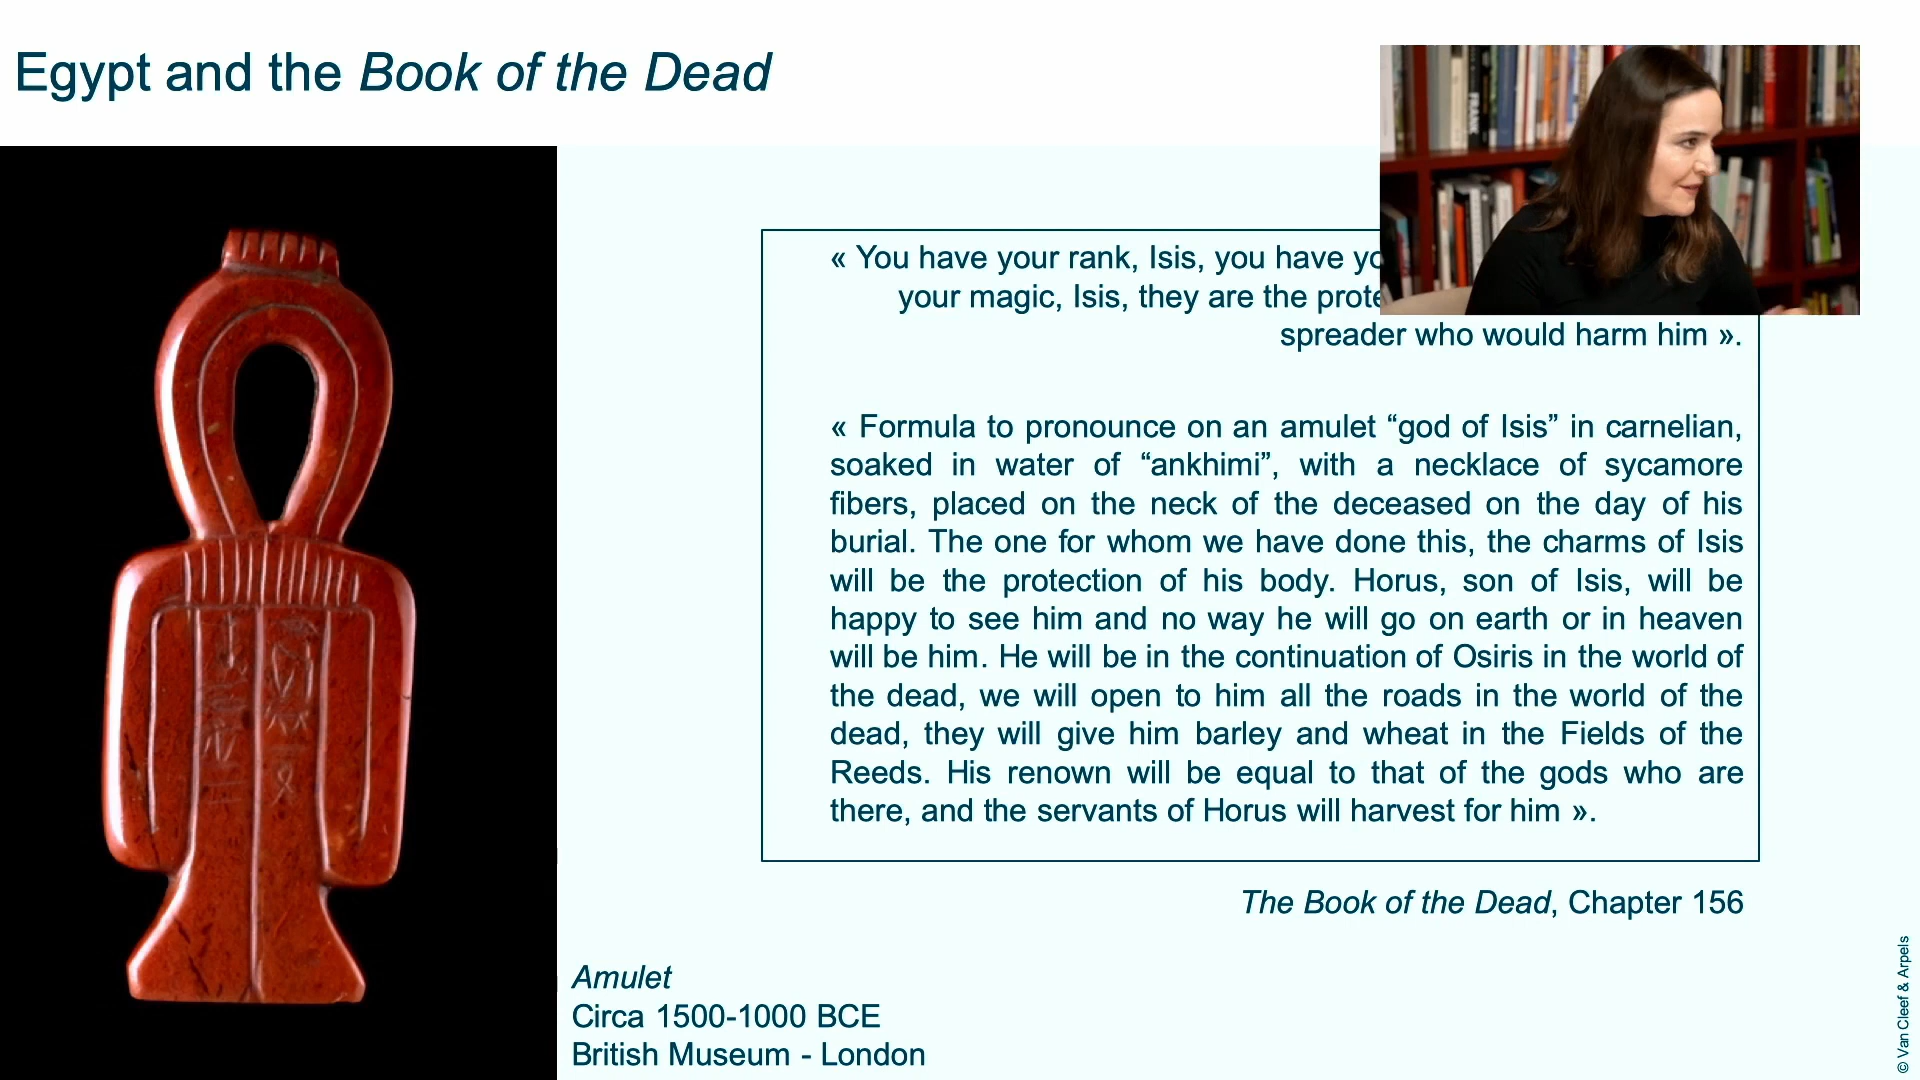 Egypt and the Book of the Dead
« You have your rank, Isis, you have
your magic, Isis, they are the
spreader who would harm him ».
« Formula to pronounce on an amulet “god of Isis” in carnelian,
soaked in water of “ankhimi”, with a necklace of sycamore
fibers, placed on the neck of the deceased on the day of his
burial. The one for whom we have done this, the charms of Isis
will be the protection of his body. Horus, son of Isis, will be
happy to see him and no way he will go on earth or in heaven
will be him. He will be in the continuation of Osiris in the world of
the dead, we will open to him all the roads in the world of the
dead, they will give him barley and wheat in the Fields of the
Reeds. His renown will be equal to that of the gods who are
there, and the servants of Horus will harvest for him ».
The Book of the Dead, Chapter 156
Amulet
Circa 1500-1000 BCE
British Museum - London
© Van Cleef & Arpels
FRANK